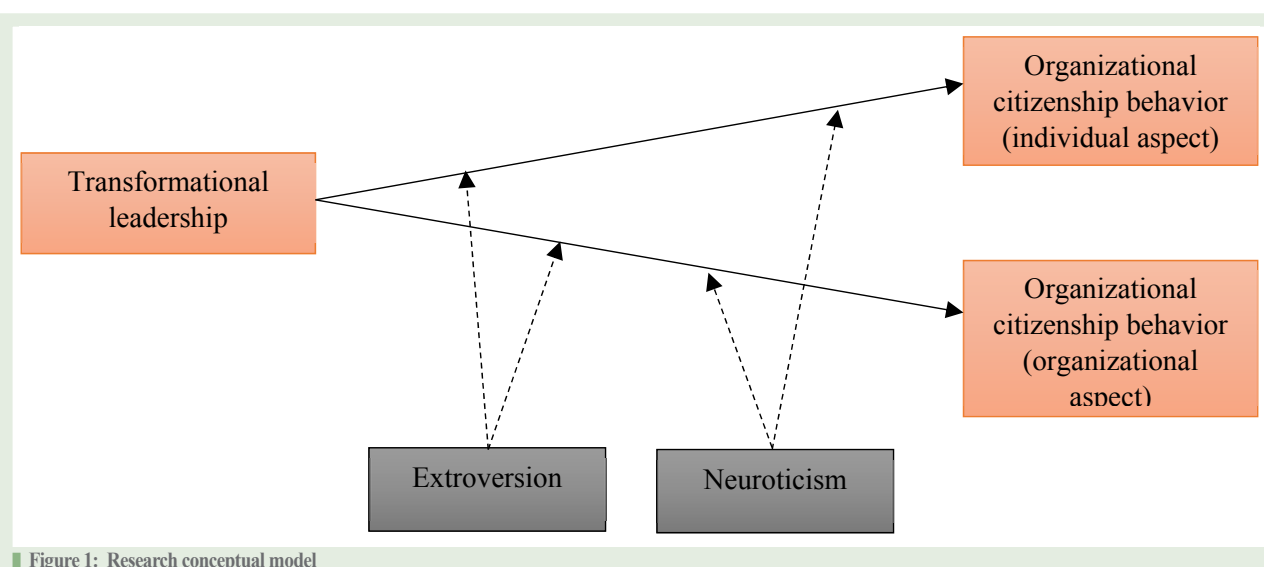 Organizational
citizenship behavior
(individual aspect)
Transformational
leadership
Organizational
citizenship behavior
(organizational
aspect)
Extroversion
Neuroticism
Figure 1: Research conceptual model